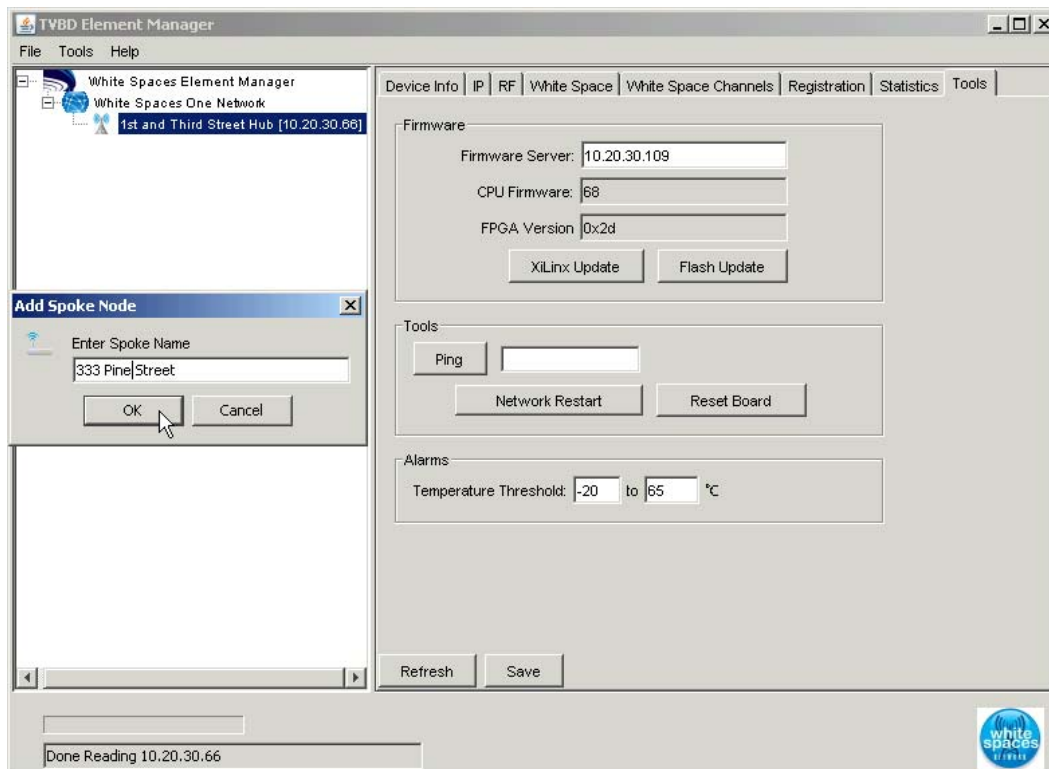 TVBD Element Manager
File Tools Help
White Spaces Element Manager
White Spaces One Network
1st and Third Street Hub [10.20.30.66]
Device Info IP RF White Space White Space Channels Registration Statistics Tools
Firmware
Firmware Server: 10.20.30.109
CPU Firmware: 68
FPGA Version 0x2d
XiLinx Update Flash Update
Add Spoke Node
Enter Spoke Name
333 Pine Street
OK Cancel
Tools
Ping
Network Restart Reset Board
Alarms
Temperature Threshold: -20 to 65 °C
Refresh Save
Done Reading 10.20.30.66
white
spaces
NETWORK